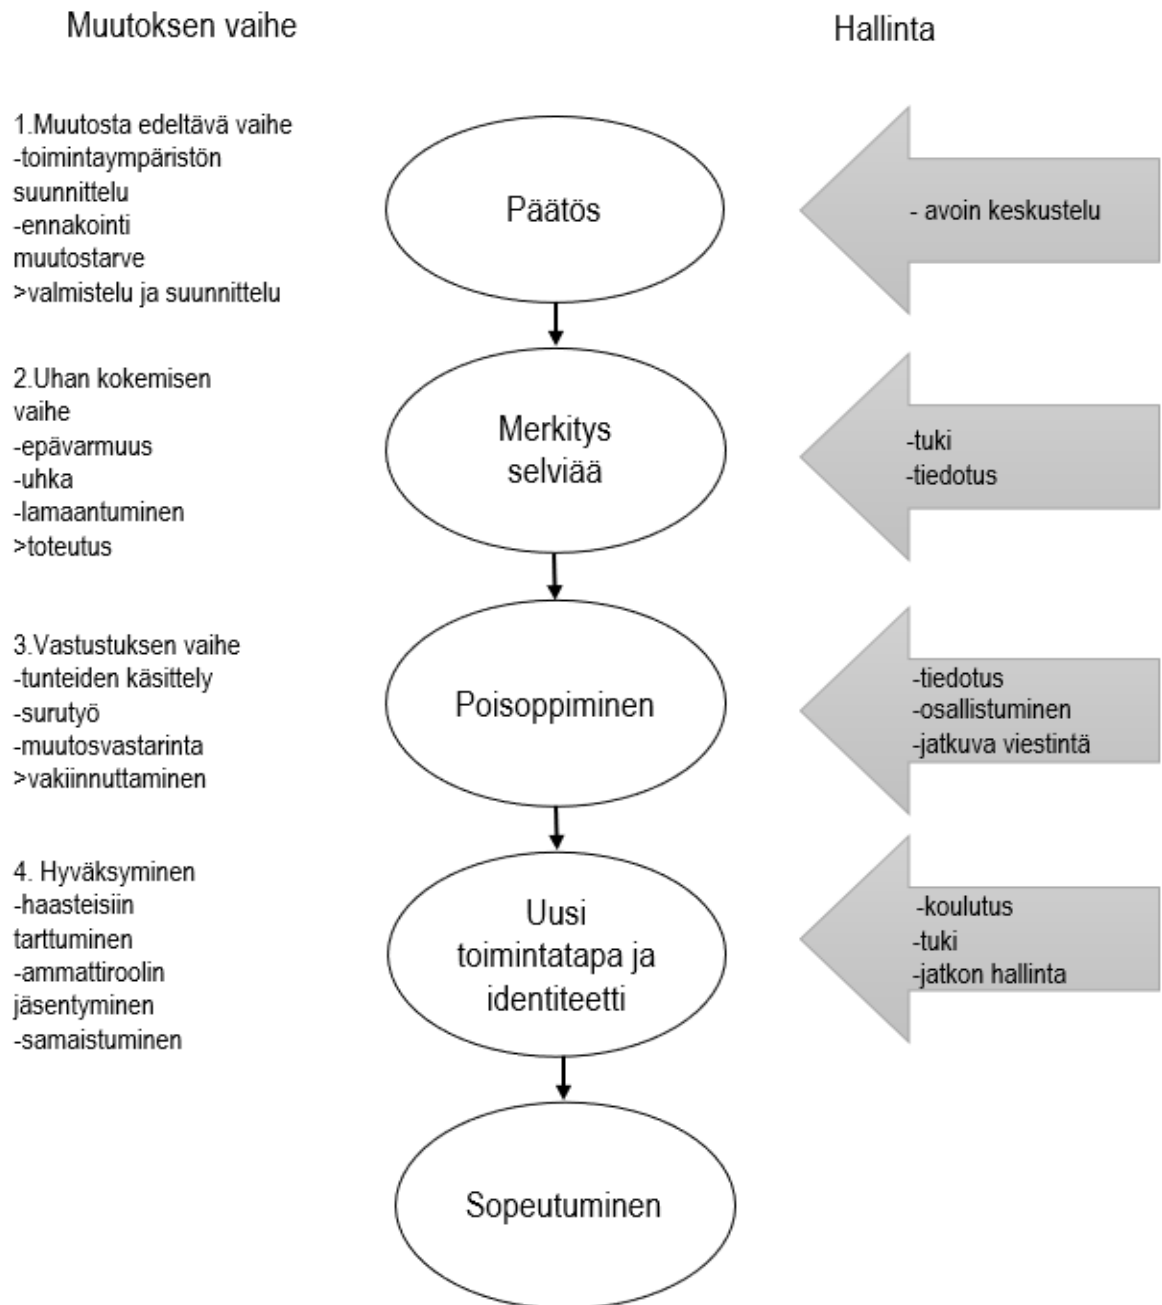 Muutoksen vaihe
Hallinta
1.Muutosta edeltävä vaihe
-toimintaympäristön
suunnittelu
-ennakointi
muutostarve
>valmistelu ja suunnittelu
Päätös
- avoin keskustelu
2.Uhan kokemisen
vaihe
-epävarmuus
-uhka
-lamaantuminen
>toteutus
Merkitys
selviää
-tuki
-tiedotus
3.Vastustuksen vaihe
-tunteiden käsittely
-surutyö
-muutosvastarinta
>vakiinnuttaminen
Poisoppiminen
-tiedotus
-osallistuminen
-jatkuva viestintä
4. Hyväksyminen
-haasteisiin
tarttuminen
-ammattiroolin
jäsentyminen
-samaistuminen
Uusi
toimintatapa ja
identiteetti
-koulutus
-tuki
-jatkon hallinta
Sopeutuminen